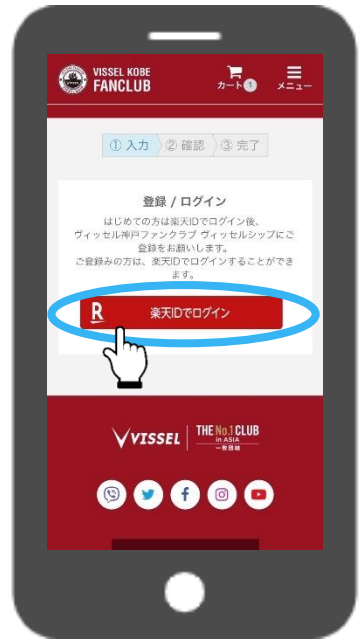 VISSEL KOBE
FANCLUB
カート 1
メニュー
① 入力 ② 確認 ③ 完了
登録 / ログイン
はじめての方は楽天IDでログイン後、
ヴィッセル神戸ファンクラブ ヴィッセルシップにご
登録をお願いします。
ご登録みの方は、楽天IDでログインすることができ
ます。
R 楽天IDでログイン
VISSEL
THE No.1 CLUB
in ASIA
一致団結